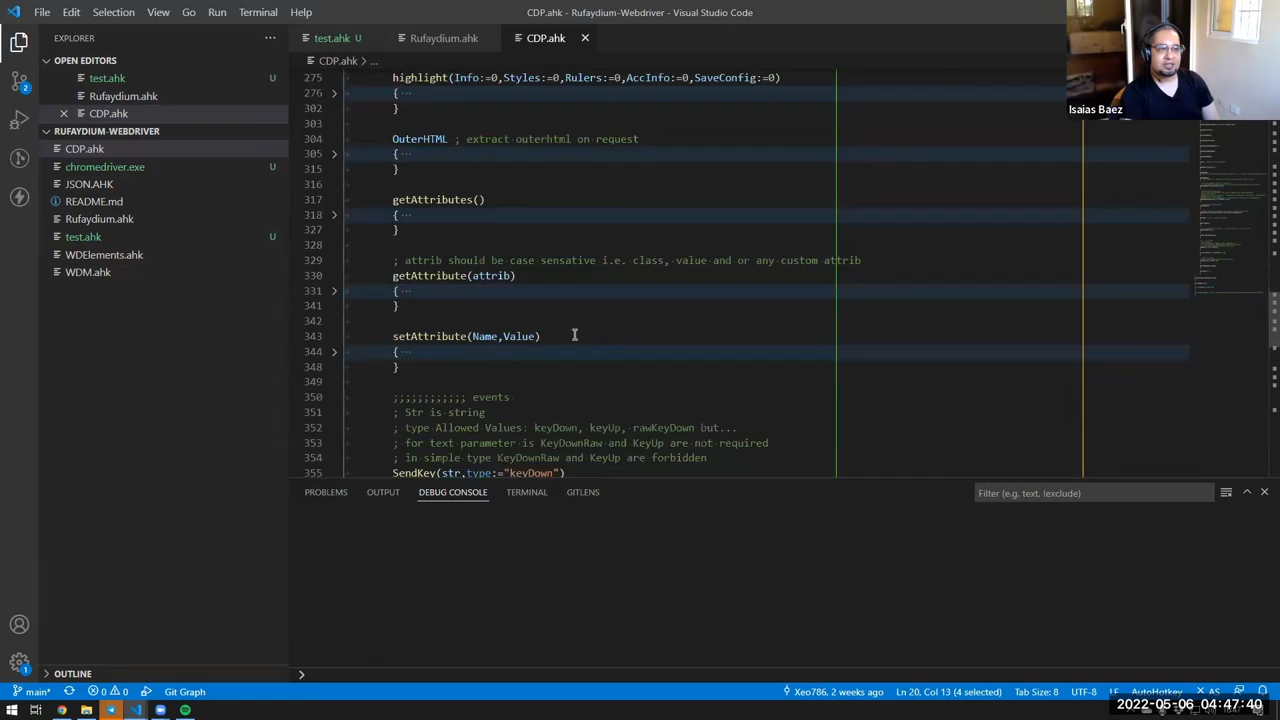 File Edit Selection View Go Run Terminal Help
CDP.ahk - Rufaydium-Webdriver - Visual Studio Code
Isaias Baez
EXPLORER
OPEN EDITORS
test.ahk U
Rufaydium.ahk
CDP.ahk
RUFAYDIUM-WEBDRIVER
CDP.ahk
chromedriver.exe
JSON.AHK
README.md
Rufaydium.ahk
test.ahk U
WDElements.ahk
WDM.ahk
OUTLINE
test.ahk U Rufaydium.ahk CDP.ahk
CDP.ahk > ...
275 highlight(Info:=0,Styles:=0,Rulers:=0,AccInfo:=0,SaveConfig:=0)
276 { ...
302 }
303
304 OuterHTML ; extra outerhtml i request
305 { ...
315 }
316
317 getAttribute_()
318 { ...
327 }
328
329 ; attrib should be case sensative i.e. class, value and or any custom attrib
330 getAttribute(attrib)
331 { ...
341 }
342
343 setAttribute(Name,Value)
344 { ...
348 }
349
350 ;;;;;;;;;;; events
351 ; Str is string
352 ; type Allowed Values: keyDown, keyUp, rawKeyDown but...
353 ; for text parameter is KeyDownRaw and KeyUp are not required
354 ; in simple type KeyDownRaw and KeyUp are forbidden
355 SendKey(str,type:="keyDown")
PROBLEMS OUTPUT DEBUG CONSOLE TERMINAL GITLENS
Filter (e.g. text, !exclude)
2
1
main* 0 0 Git Graph
Xeo786, 2 weeks ago Ln 20, Col 13 (4 selected) Tab Size: 8 UTF-8 LF AutoHotkey AS
2022-05-06 04:47:40